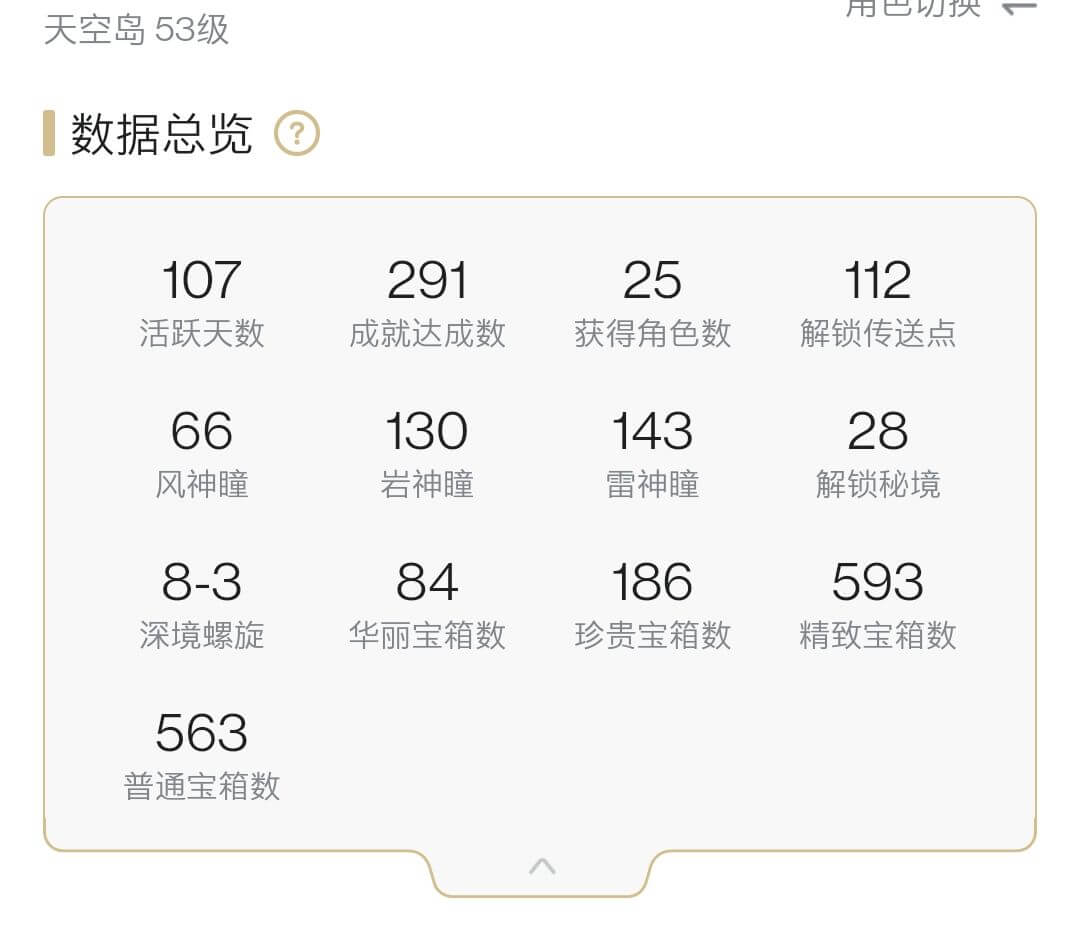 天空岛 53级
角色切换
数据总览 ?
107 291 25 112
活跃天数 成就达成数 获得角色数 解锁传送点
66 130 143 28
风神瞳 岩神瞳 雷神瞳 解锁秘境
8-3 84 186 593
深境螺旋 华丽宝箱数 珍贵宝箱数 精致宝箱数
563
普通宝箱数